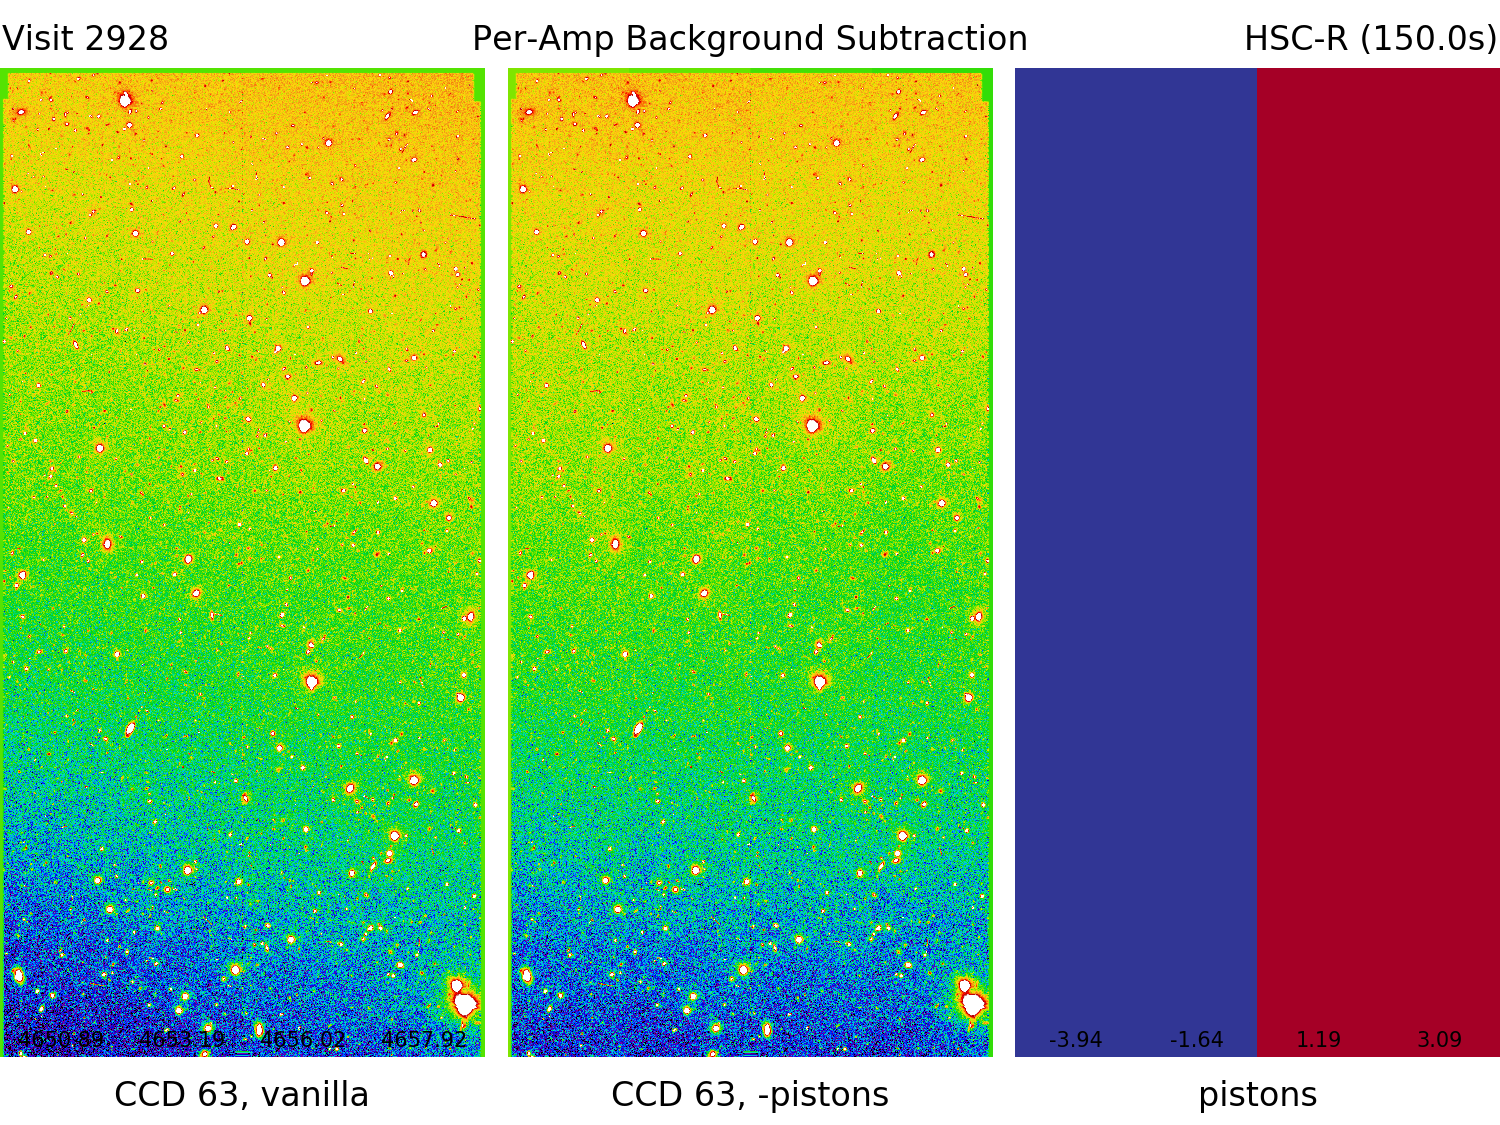 Visit 2928 Per-Amp Background Subtraction HSC-R (150.0s)
4650.89 4653.19 4656.02 4657.92 -3.94 -1.64 1.19 3.09
CCD 63, vanilla CCD 63, -pistons pistons